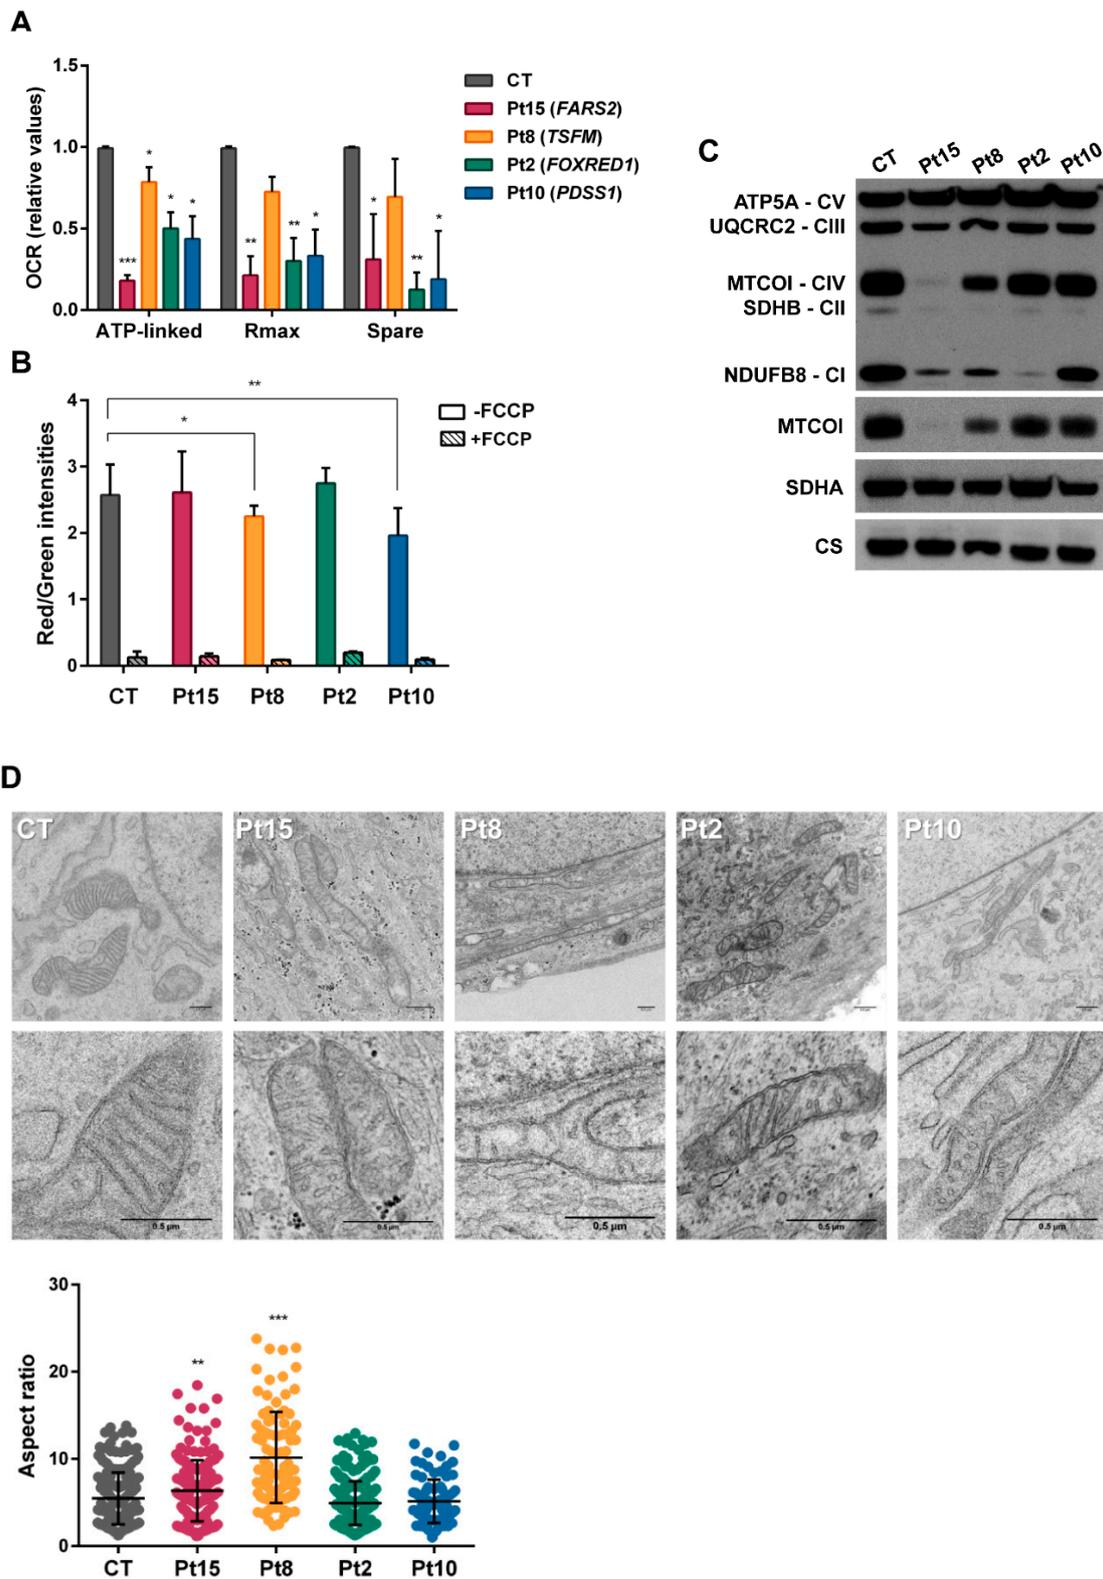 A
1.5
1.0
0.5
0.0
OCR (relative values)
*** * * *
** ** *
* ** *
ATP-linked Rmax Spare
CT
Pt15 (FARS2)
Pt8 (TSFM)
Pt2 (FOXRED1)
Pt10 (PDSS1)
B
4
3
2
1
0
Red/Green intensities
**
*
-FCCP
+FCCP
CT Pt15 Pt8 Pt2 Pt10
C
CT Pt15 Pt8 Pt2 Pt10
ATP5A - CV
UQCRC2 - CIII
MTCOI - CIV
SDHB - CII
NDUFB8 - CI
MTCOI
SDHA
CS
D
CT Pt15 Pt8 Pt2 Pt10
0.5 µm 0.5 µm 0.5 µm 0.5 µm 0.5 µm
30
20
10
0
Aspect ratio
** ***
CT Pt15 Pt8 Pt2 Pt10